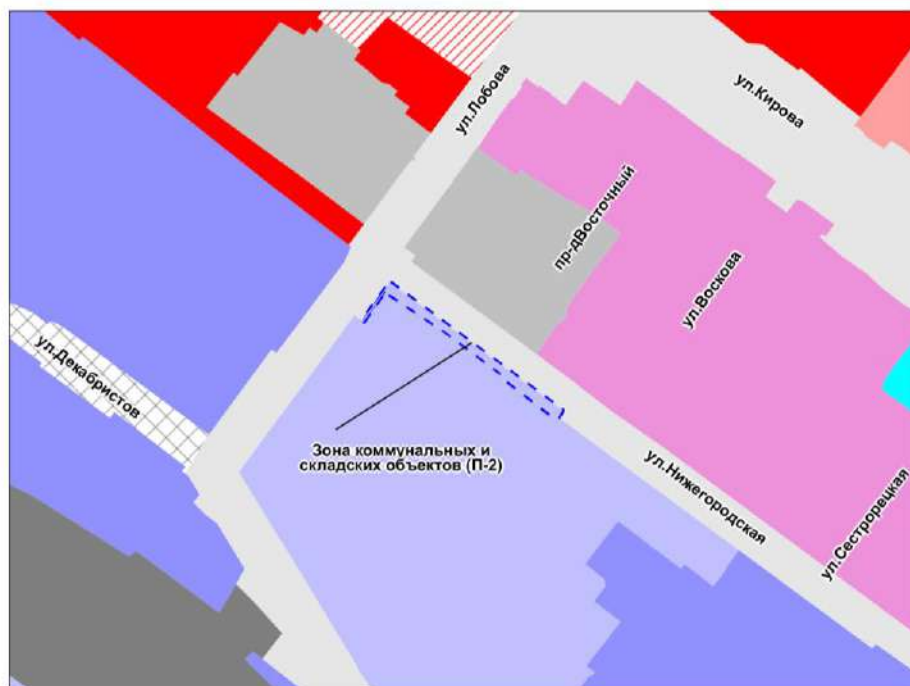 ул.Лобова
ул.Кирова
пр-дВосточный
ул.Воскова
ул.Декабристов
Зона коммунальных и
складских объектов (П-2)
ул.Нижегородская
ул.Сестрорецкая